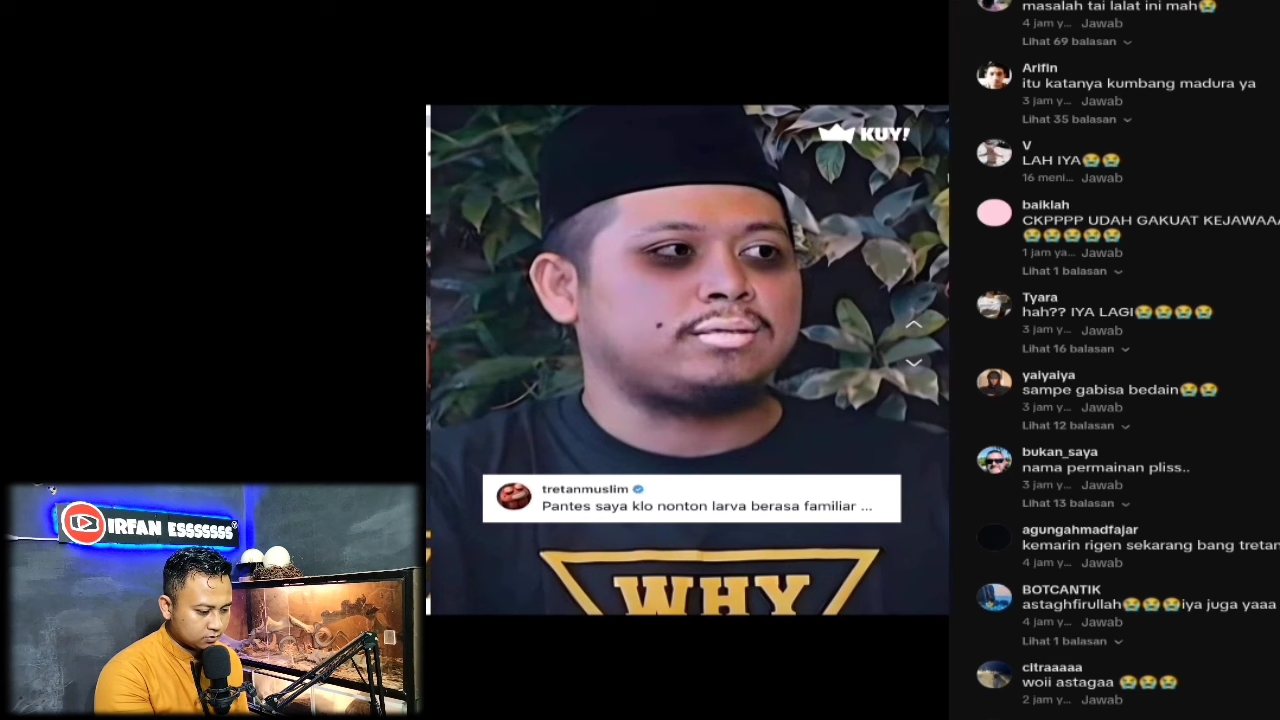 KUY!
tretanmuslim
Pantes saya klo nonton larva berasa familiar ...
WHY
IRFAN ESSSSSSS
masalah tai lalat ini mah😭
4 jam y... Jawab
Lihat 69 balasan
Arifin
itu katanya kumbang madura ya
3 jam y... Jawab
Lihat 35 balasan
V
LAH IYA😭😭
16 meni... Jawab
baiklah
CKPPPP UDAH GAKUAT KEJAWAA
😭😭😭😭😭
1 jam ya... Jawab
Lihat 1 balasan
Tyara
hah?? IYA LAGI😭😭😭😭
3 jam y... Jawab
Lihat 16 balasan
yaiyaiya
sampe gabisa bedain😭😭
3 jam y... Jawab
Lihat 12 balasan
bukan_saya
nama permainan pliss..
3 jam y... Jawab
Lihat 13 balasan
agungahmadfajar
kemarin rigen sekarang bang tretan
4 jam y... Jawab
BOTCANTIK
astaghfirullah😭😭😭iya juga yaaa
4 jam y... Jawab
Lihat 1 balasan
citraaaaa
woii astagaa 😭😭😭
2 jam y... Jawab